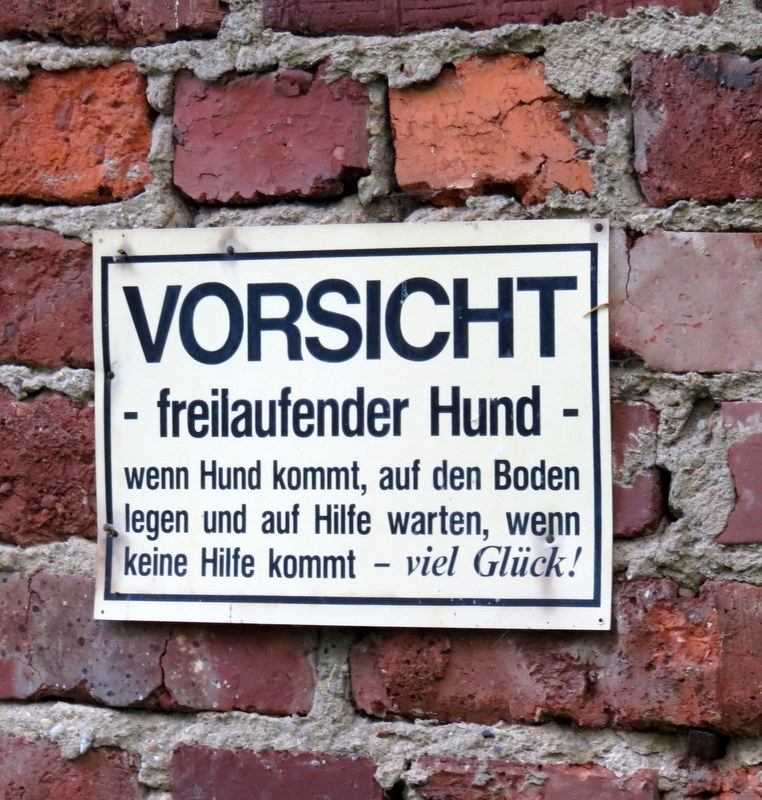 VORSICHT
- freilaufender Hund -
wenn Hund kommt, auf den Boden
legen und auf Hilfe warten, wenn
keine Hilfe kommt – viel Glück!